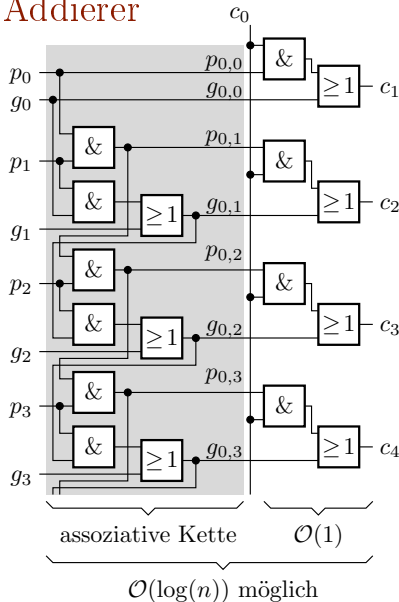 Addierer
c0
p0 p0,0 &
g0 g0,0 ≥1 c1
& p0,1 &
p1
& ≥1 g0,1 ≥1 c2
g1
& p0,2 &
p2
& ≥1 g0,2 ≥1 c3
g2
& p0,3 &
p3
& ≥1 g0,3 ≥1 c4
g3
assoziative Kette O(1)
O(log(n)) möglich